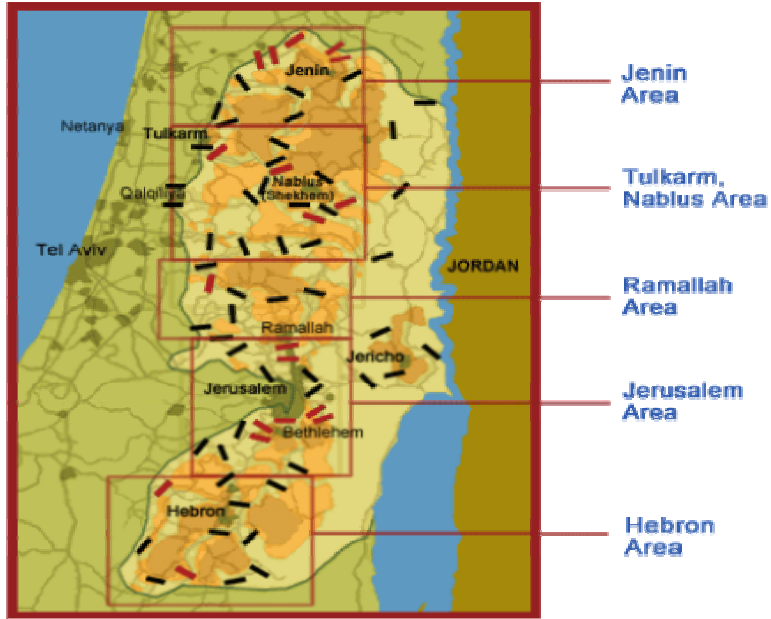 Jenin
Netanya
Tulkarm
Nablus
(Shekhem)
Qalqiliya
Tel Aviv
JORDAN
Ramallah
Jericho
Jerusalem
Bethlehem
Hebron
Jenin
Area
Tulkarm,
Nablus Area
Ramallah
Area
Jerusalem
Area
Hebron
Area